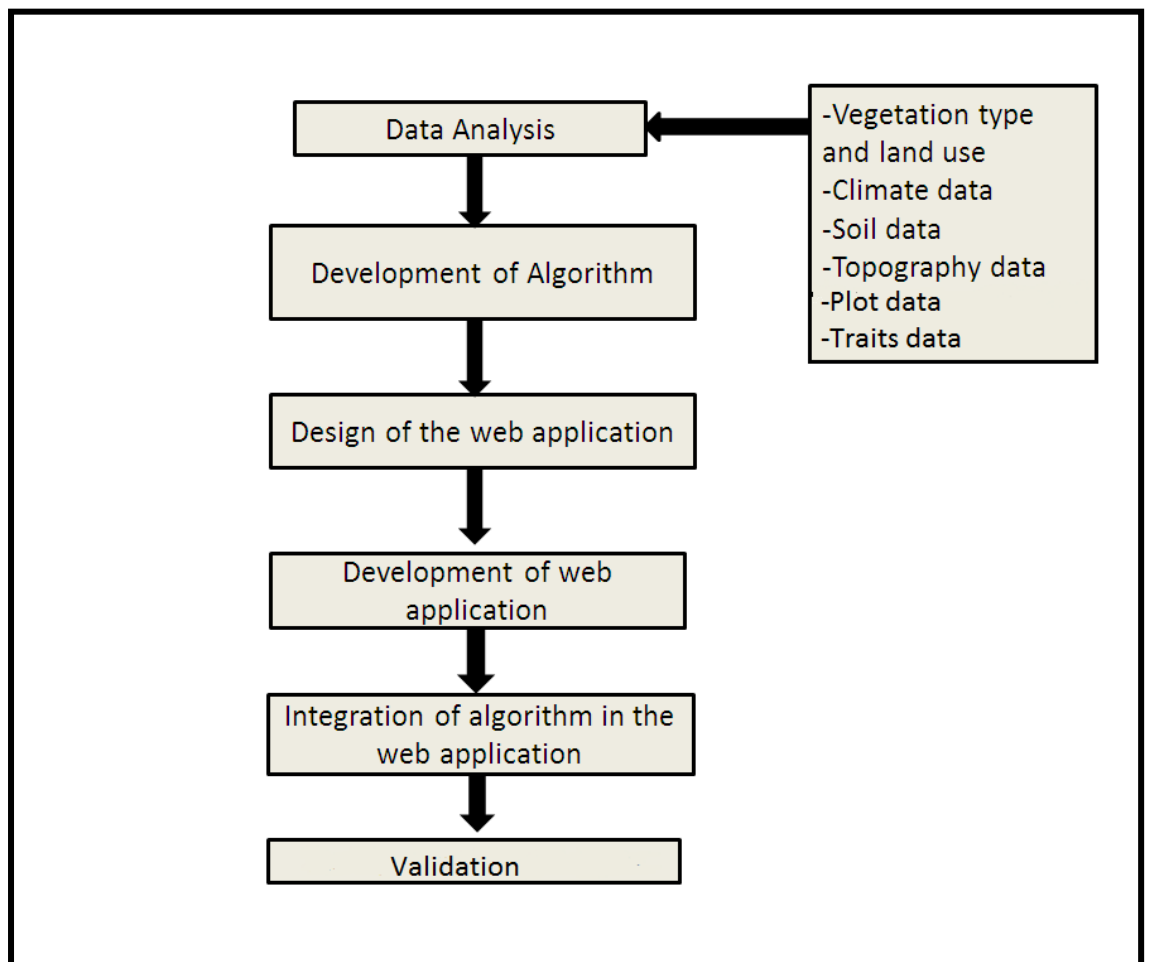 Data Analysis
-Vegetation type
and land use
-Climate data
-Soil data
-Topography data
-Plot data
-Traits data
Development of Algorithm
Design of the web application
Development of web
application
Integration of algorithm in the
web application
Validation